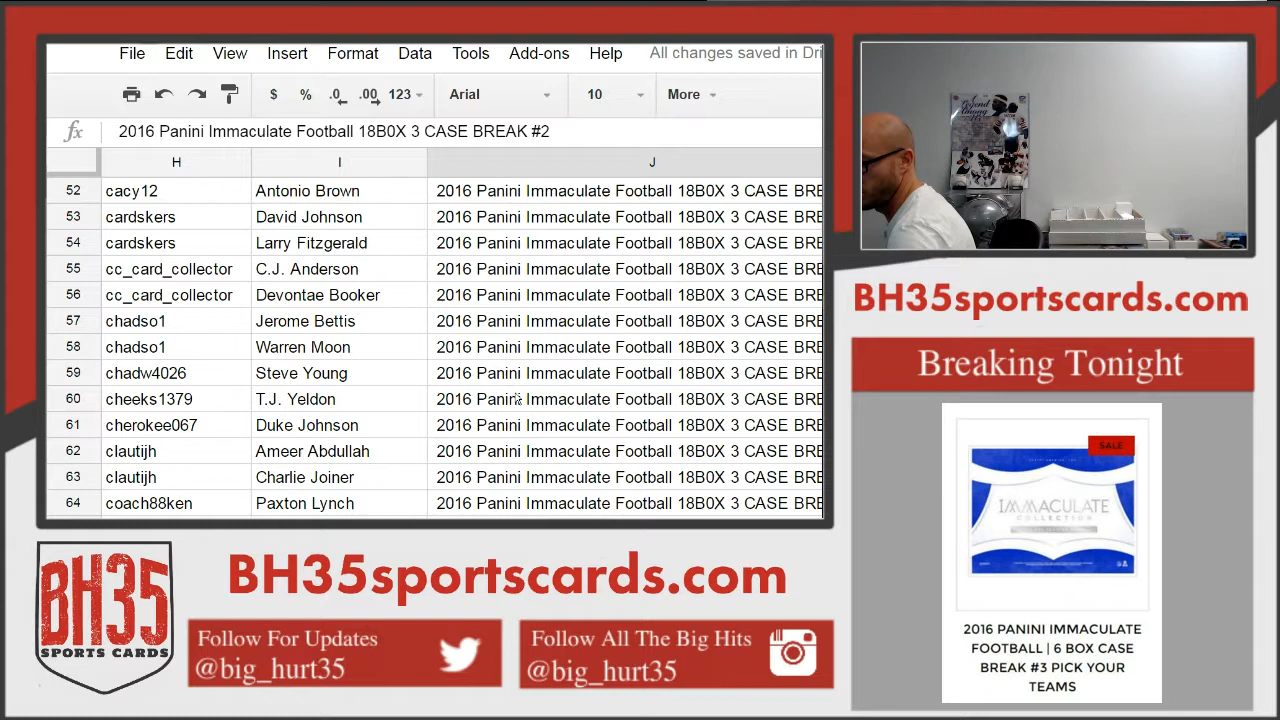 File Edit View Insert Format Data Tools Add-ons Help All changes saved in Dri
$ % .0 .00 123 Arial 10 More
fx 2016 Panini Immaculate Football 18B0X 3 CASE BREAK #2
H I J
52 cacy12 Antonio Brown 2016 Panini Immaculate Football 18B0X 3 CASE BRE
53 cardskers David Johnson 2016 Panini Immaculate Football 18B0X 3 CASE BRE
54 cardskers Larry Fitzgerald 2016 Panini Immaculate Football 18B0X 3 CASE BRE
55 cc_card_collector C.J. Anderson 2016 Panini Immaculate Football 18B0X 3 CASE BRE
56 cc_card_collector Devontae Booker 2016 Panini Immaculate Football 18B0X 3 CASE BRE
57 chadso1 Jerome Bettis 2016 Panini Immaculate Football 18B0X 3 CASE BRE
58 chadso1 Warren Moon 2016 Panini Immaculate Football 18B0X 3 CASE BRE
59 chadw4026 Steve Young 2016 Panini Immaculate Football 18B0X 3 CASE BRE
60 cheeks1379 T.J. Yeldon 2016 Panini Immaculate Football 18B0X 3 CASE BRE
61 cherokee067 Duke Johnson 2016 Panini Immaculate Football 18B0X 3 CASE BRE
62 clautijh Ameer Abdullah 2016 Panini Immaculate Football 18B0X 3 CASE BRE
63 clautijh Charlie Joiner 2016 Panini Immaculate Football 18B0X 3 CASE BRE
64 coach88ken Paxton Lynch 2016 Panini Immaculate Football 18B0X 3 CASE BRE
BH35sportscards.com
Breaking Tonight
SALE
IMMACULATE
COLLECTION
2016 PANINI IMMACULATE
FOOTBALL | 6 BOX CASE
BREAK #3 PICK YOUR
TEAMS
BH35
SPORTS CARDS
BH35sportscards.com
Follow For Updates
@big_hurt35
Follow All The Big Hits
@big_hurt35